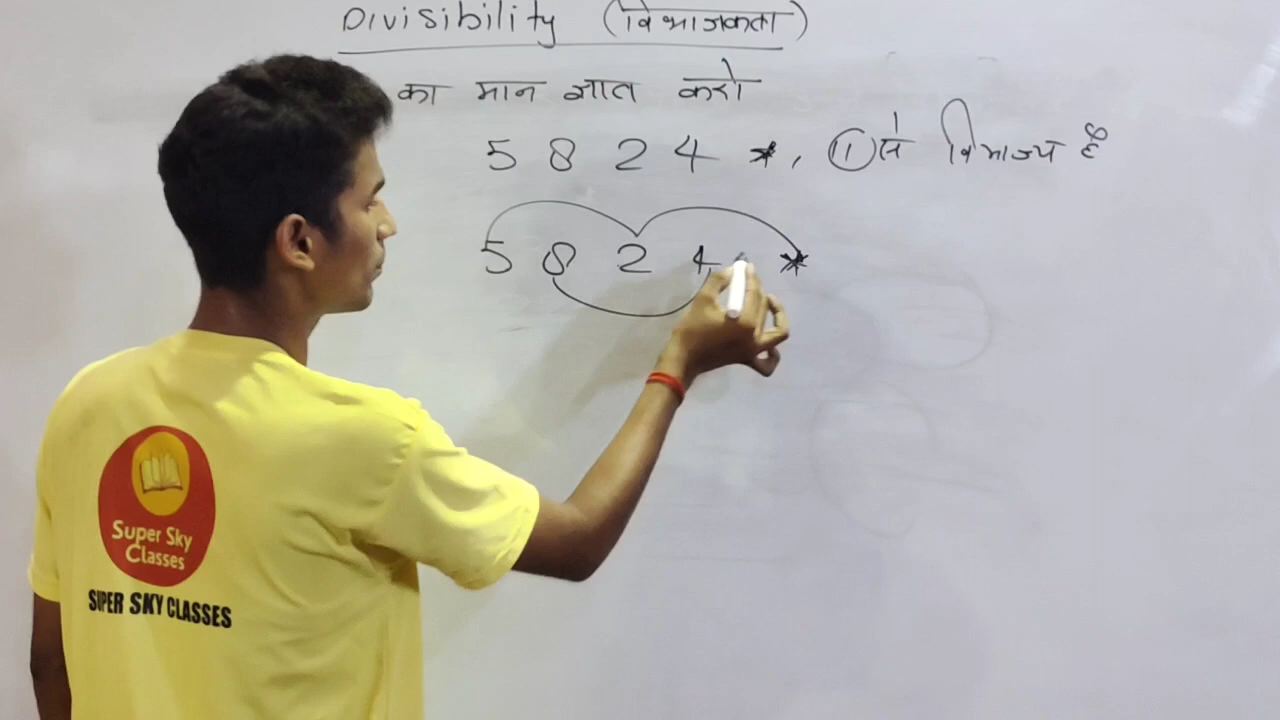 Divisibility (विभाजकता)
का मान ज्ञात करो
5 8 2 4 *, 11 से विभाज्य है
5 8 2 4 *
Super Sky
Classes
SUPER SKY CLASSES